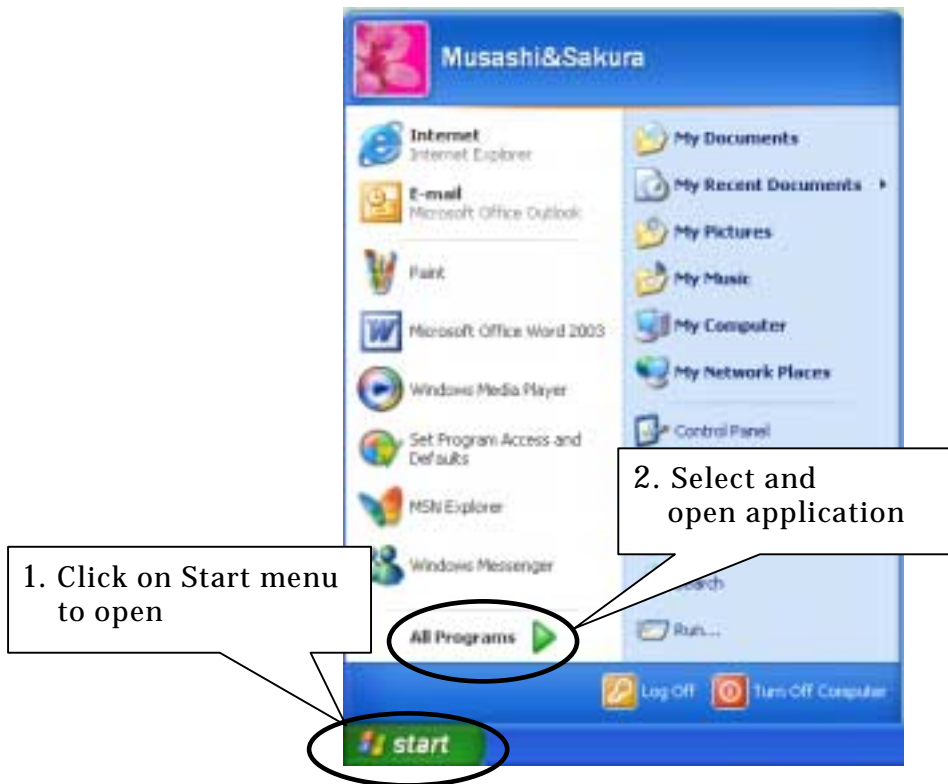 Musashi&Sakura
Internet
Internet Explorer
E-mail
Microsoft Office Outlook
Paint
Microsoft Office Word 2003
Windows Media Player
Set Program Access and
Defaults
MSN Explorer
Windows Messenger
All Programs
My Documents
My Recent Documents
My Pictures
My Music
My Computer
My Network Places
Control Panel
2. Select and
open application
Search
Run...
1. Click on Start menu
to open
Log Off
Turn Off Computer
start